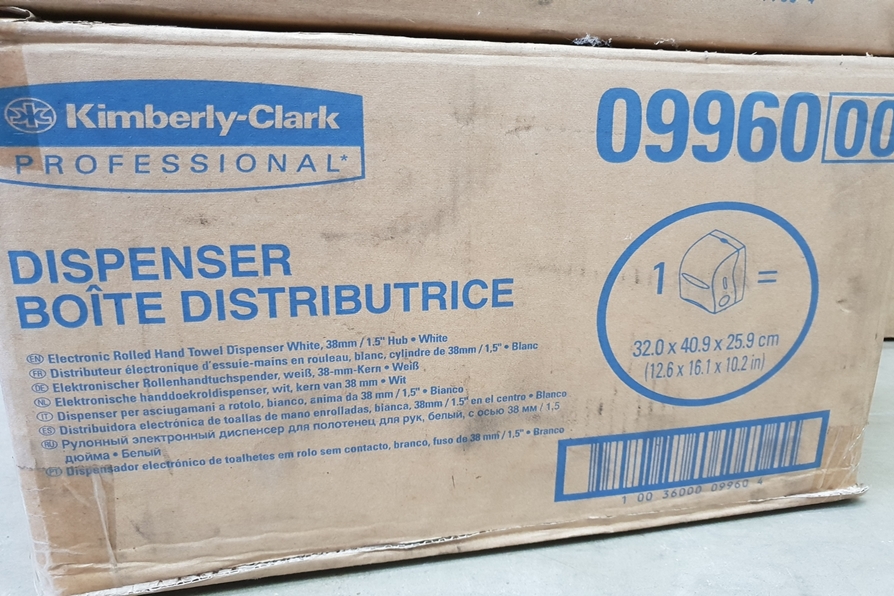 Kimberly-Clark
PROFESSIONAL*
09960 00
DISPENSER
BOÎTE DISTRIBUTRICE
1 =
32.0 x 40.9 x 25.9 cm
(12.6 x 16.1 x 10.2 in)
EN Electronic Rolled Hand Towel Dispenser White, 38mm / 1.5" Hub • White
FR Distributeur électronique d'essuie-mains en rouleau, blanc, cylindre de 38mm / 1,5" • Blanc
DE Elektronischer Rollenhandtuchspender, weiß, 38-mm-Kern • Weiß
NL Elektronische handdoekroldispenser, wit, kern van 38 mm • Wit
IT Dispenser per asciugamani a rotolo, bianco, anima da 38 mm / 1,5" • Bianco
ES Distribuidora electrónica de toallas de mano enrolladas, bianca, 38mm / 1,5" en el centro • Blanco
RU Рулонный электронный диспенсер для полотенец для рук, белый, с осью 38 мм / 1,5
дюйма • Белый
PT Dispensador electrónico de toalhetes em rolo sem contacto, branco, fuso de 38 mm / 1,5" • Branco
1 00 36000 09960 4